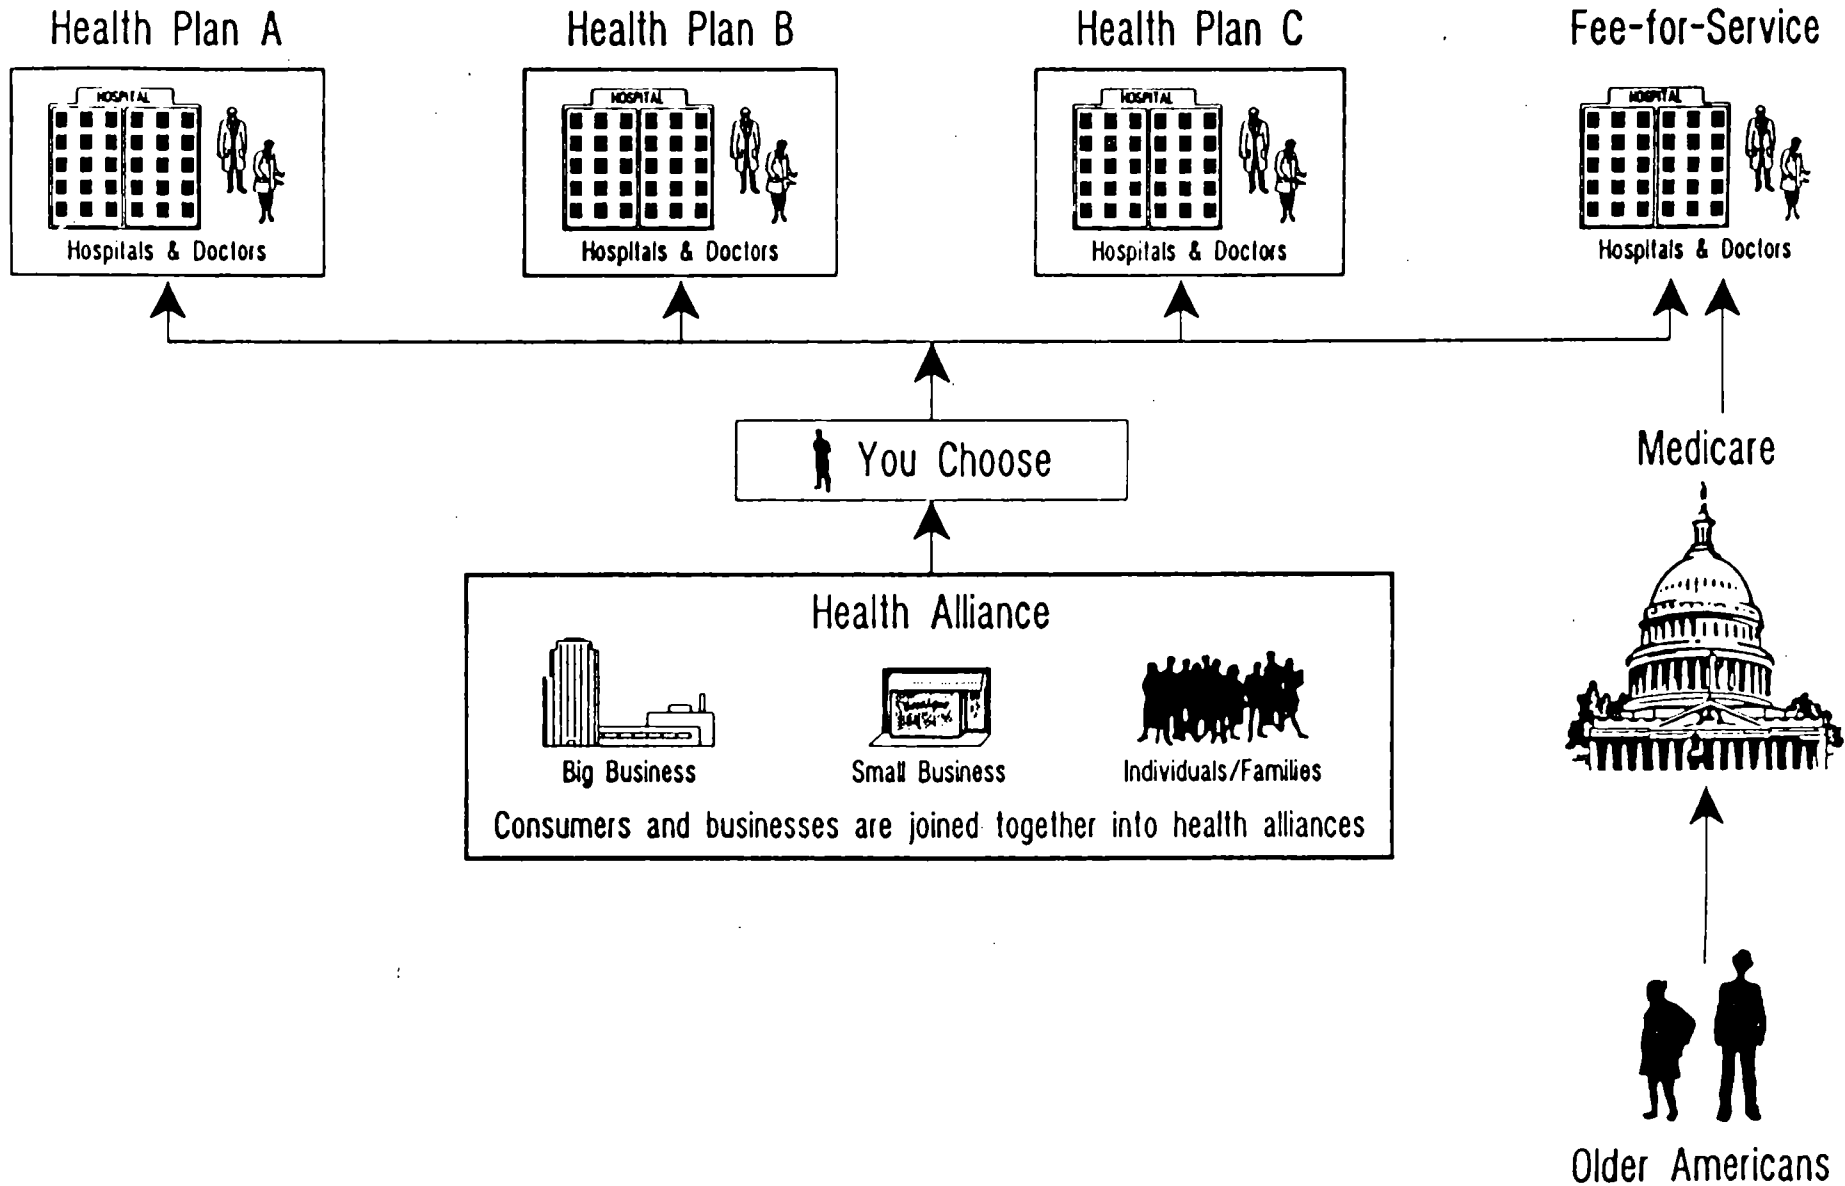 Health Plan A
Health Plan B
Health Plan C
Fee-for-Service
HOSPITAL
HOSPITAL
HOSPITAL
HOSPITAL
Hospitals & Doctors
Hospitals & Doctors
Hospitals & Doctors
Hospitals & Doctors
You Choose
Medicare
Health Alliance
Big Business
Small Business
Individuals/Families
Consumers and businesses are joined together into health alliances
Older Americans